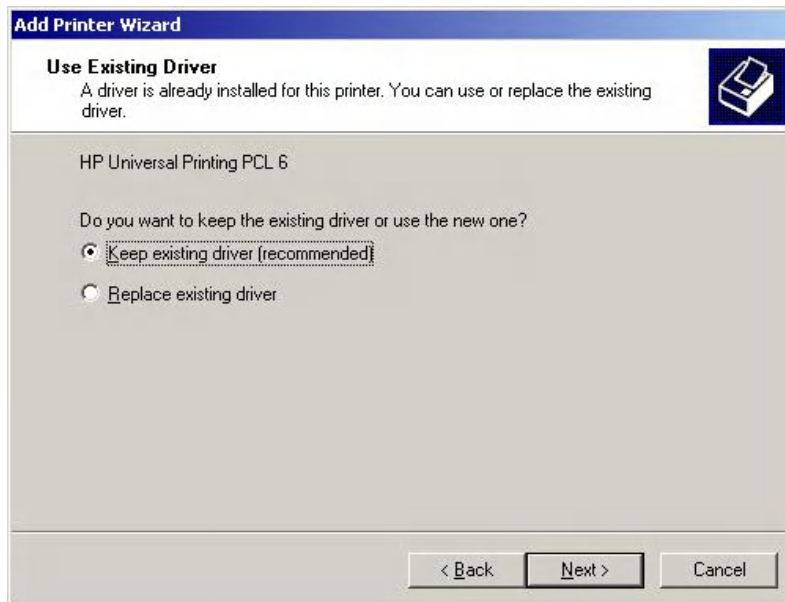 Add Printer Wizard
Use Existing Driver
A driver is already installed for this printer. You can use or replace the existing
driver.
HP Universal Printing PCL 6
Do you want to keep the existing driver or use the new one?
Keep existing driver (recommended)
Replace existing driver
< Back
Next >
Cancel